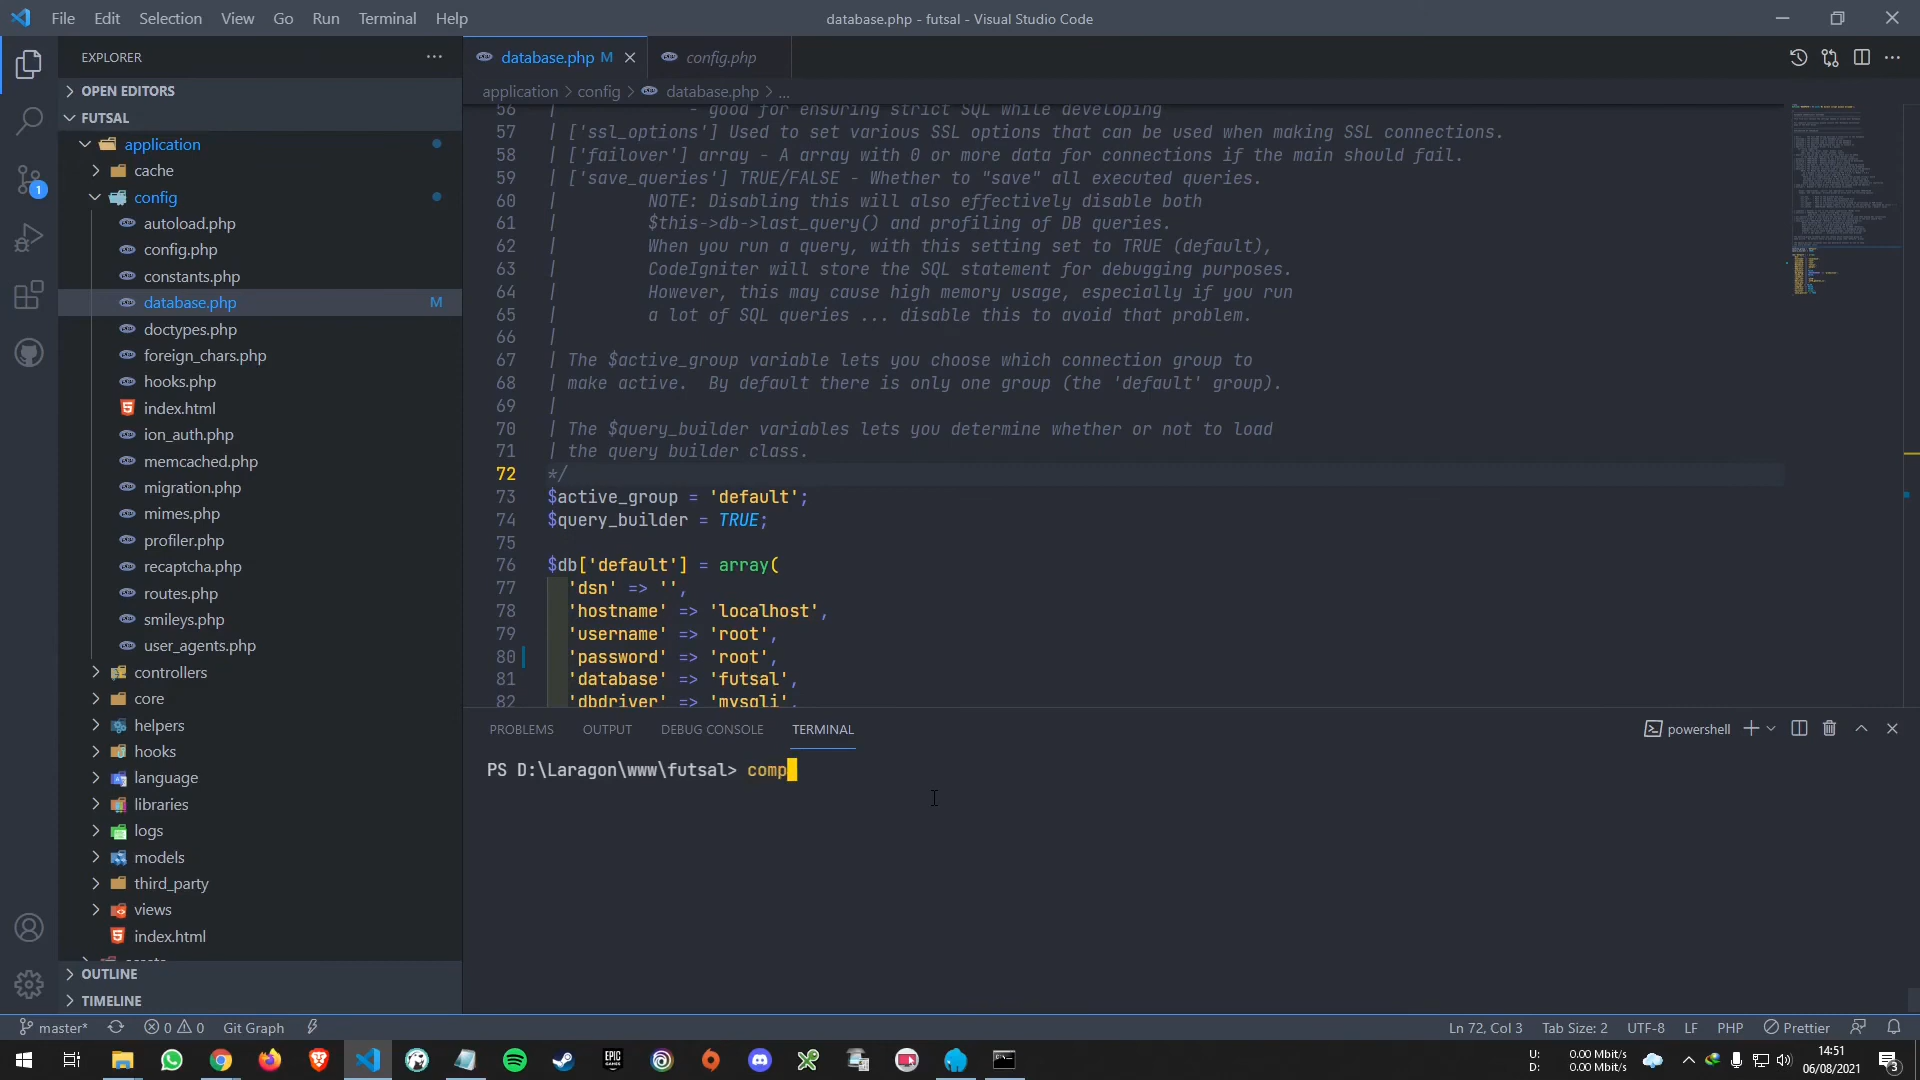 File Edit Selection View Go Run Terminal Help
database.php - futsal - Visual Studio Code
EXPLORER
OPEN EDITORS
FUTSAL
application
cache
config
autoload.php
config.php
constants.php
database.php M
doctypes.php
foreign_chars.php
hooks.php
index.html
ion_auth.php
memcached.php
migration.php
mimes.php
profiler.php
recaptcha.php
routes.php
smileys.php
user_agents.php
controllers
core
helpers
hooks
language
libraries
logs
models
third_party
views
index.html
OUTLINE
TIMELINE
database.php M
config.php
application > config > database.php > ...
56 | - good for ensuring strict SQL while developing
57 | ['ssl_options'] Used to set various SSL options that can be used when making SSL connections.
58 | ['failover'] array - A array with 0 or more data for connections if the main should fail.
59 | ['save_queries'] TRUE/FALSE - Whether to "save" all executed queries.
60 | NOTE: Disabling this will also effectively disable both
61 | $this->db->last_query() and profiling of DB queries.
62 | When you run a query, with this setting set to TRUE (default),
63 | CodeIgniter will store the SQL statement for debugging purposes.
64 | However, this may cause high memory usage, especially if you run
65 | a lot of SQL queries ... disable this to avoid that problem.
66 |
67 | The $active_group variable lets you choose which connection group to
68 | make active.  By default there is only one group (the 'default' group).
69 |
70 | The $query_builder variables lets you determine whether or not to load
71 | the query builder class.
72 */
73 $active_group = 'default';
74 $query_builder = TRUE;
75
76 $db['default'] = array(
77 'dsn' => '',
78 'hostname' => 'localhost',
79 'username' => 'root',
80 'password' => 'root',
81 'database' => 'futsal',
82 'dbdriver' => 'mysqli',
PROBLEMS OUTPUT DEBUG CONSOLE TERMINAL
powershell
PS D:\Laragon\www\futsal> comp
1
master* 0 0 Git Graph
Ln 72, Col 3 Tab Size: 2 UTF-8 LF PHP Prettier
EPIC GAMES
U: 0.00 Mbit/s
D: 0.00 Mbit/s
14:51
06/08/2021
3